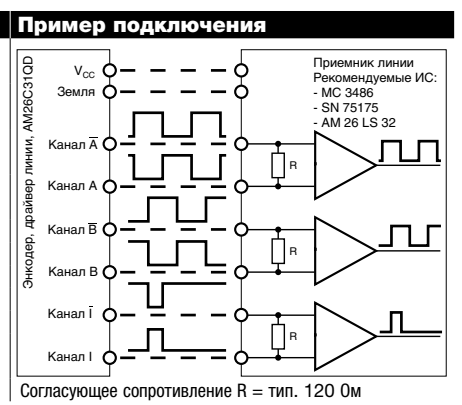 Пример подключения
Энкодер, драйвер линии, AM26C31QD
Vcc
Земля
Канал A̅
Канал A
Канал B̅
Канал B
Канал I̅
Канал I
Приемник линии
Рекомендуемые ИС:
- MC 3486
- SN 75175
- AM 26 LS 32
R
R
R
Согласующее сопротивление R = тип. 120 Ом